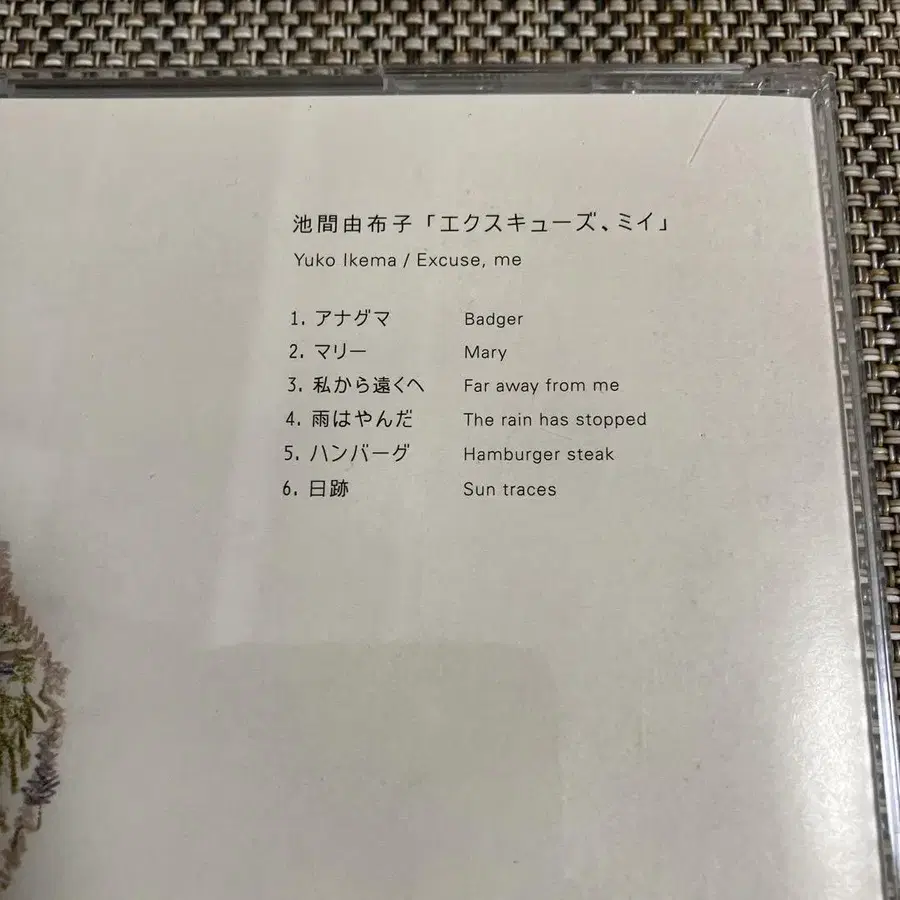 池間由布子「エクスキューズ、ミイ」
Yuko Ikema / Excuse, me
1. アナグマ Badger
2. マリー Mary
3. 私から遠くへ Far away from me
4. 雨はやんだ The rain has stopped
5. ハンバーグ Hamburger steak
6. 日跡 Sun traces